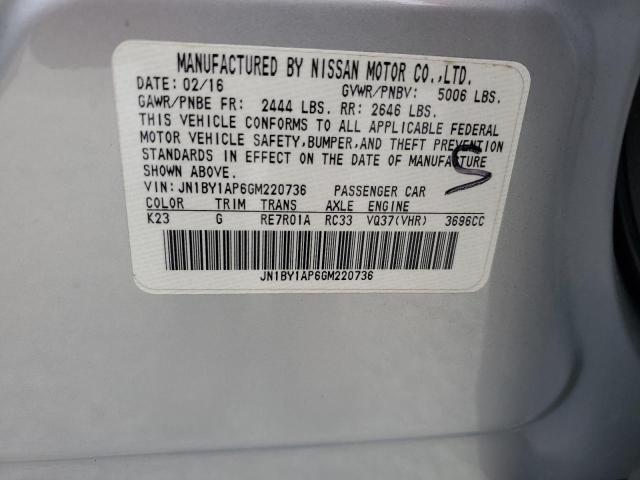 MANUFACTURED BY NISSAN MOTOR CO.,LTD.
DATE: 02/16 GVWR/PNBV: 5006 LBS.
GAWR/PNBE FR: 2444 LBS. RR: 2646 LBS.
THIS VEHICLE CONFORMS TO ALL APPLICABLE FEDERAL
MOTOR VEHICLE SAFETY, BUMPER, AND THEFT PREVENTION
STANDARDS IN EFFECT ON THE DATE OF MANUFACTURE
SHOWN ABOVE.
VIN: JN1BY1AP6GM220736 PASSENGER CAR
COLOR TRIM TRANS AXLE ENGINE
K23 G RE7R01A RC33 VQ37(VHR) 3696CC
JN1BY1AP6GM220736